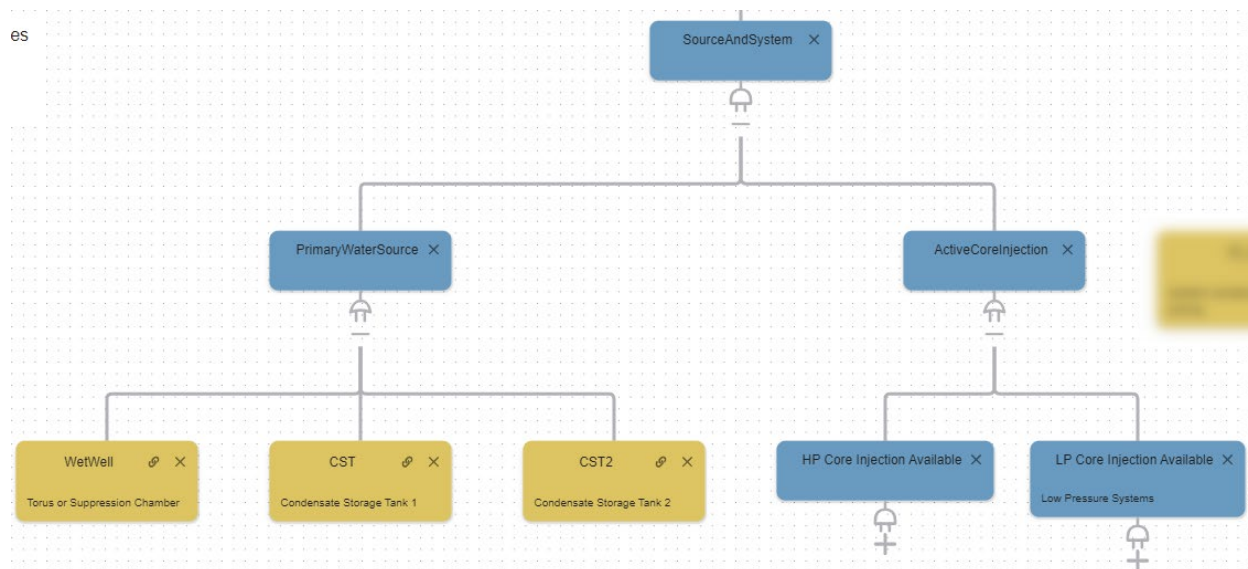 es
SourceAndSystem
PrimaryWaterSource
ActiveCoreInjection
WetWell
Torus or Suppression Chamber
CST
Condensate Storage Tank 1
CST2
Condensate Storage Tank 2
HP Core Injection Available
LP Core Injection Available
Low Pressure Systems